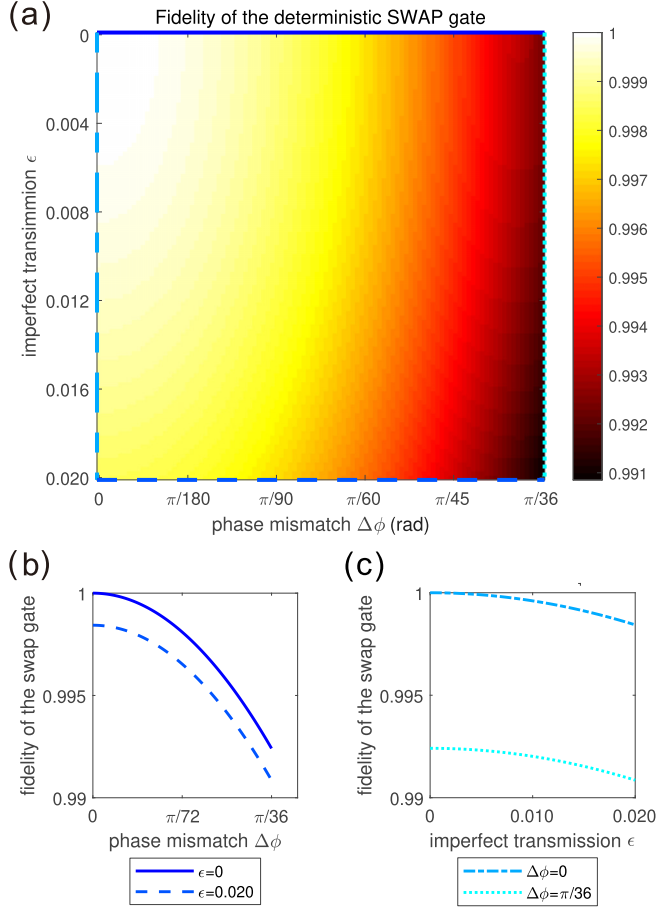 (a)
Fidelity of the deterministic SWAP gate
imperfect transimmion ϵ
0
0.004
0.008
0.012
0.016
0.020
0
π/180
π/90
π/60
π/45
π/36
phase mismatch Δϕ (rad)
1
0.999
0.998
0.997
0.996
0.995
0.994
0.993
0.992
0.991
(b)
fidelity of the swap gate
1
0.995
0.99
0
π/72
π/36
phase mismatch Δϕ
ϵ=0
ϵ=0.020
(c)
fidelity of the swap gate
1
0.995
0.99
0
0.010
0.020
imperfect transmission ϵ
Δϕ=0
Δϕ=π/36